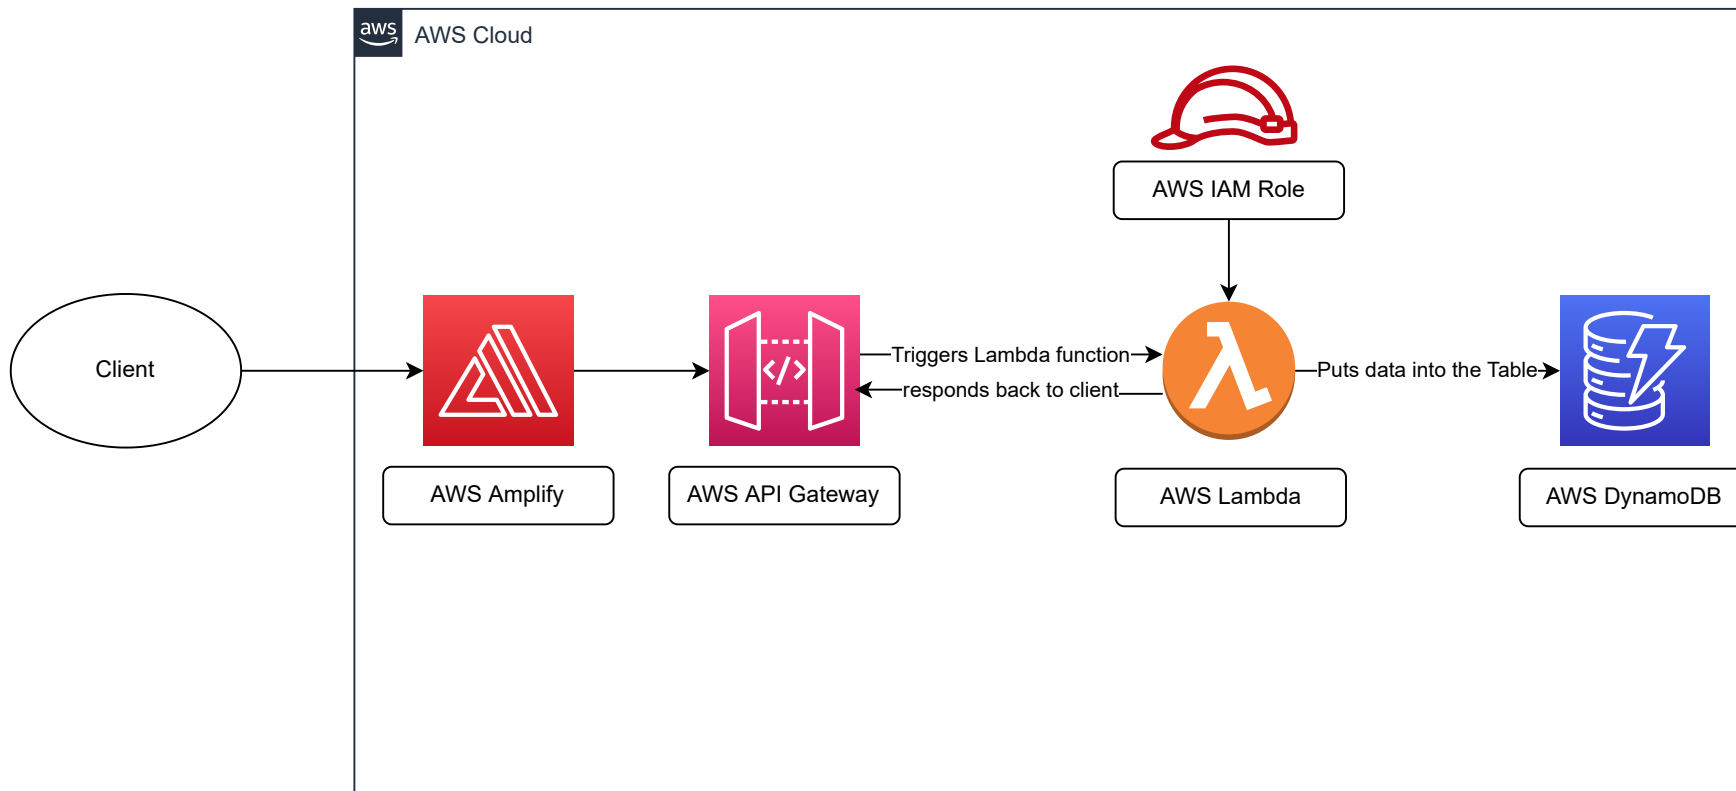 aws
AWS Cloud
AWS IAM Role
Client
Triggers Lambda function
responds back to client
Puts data into the Table
</>
AWS Amplify
AWS API Gateway
AWS Lambda
AWS DynamoDB